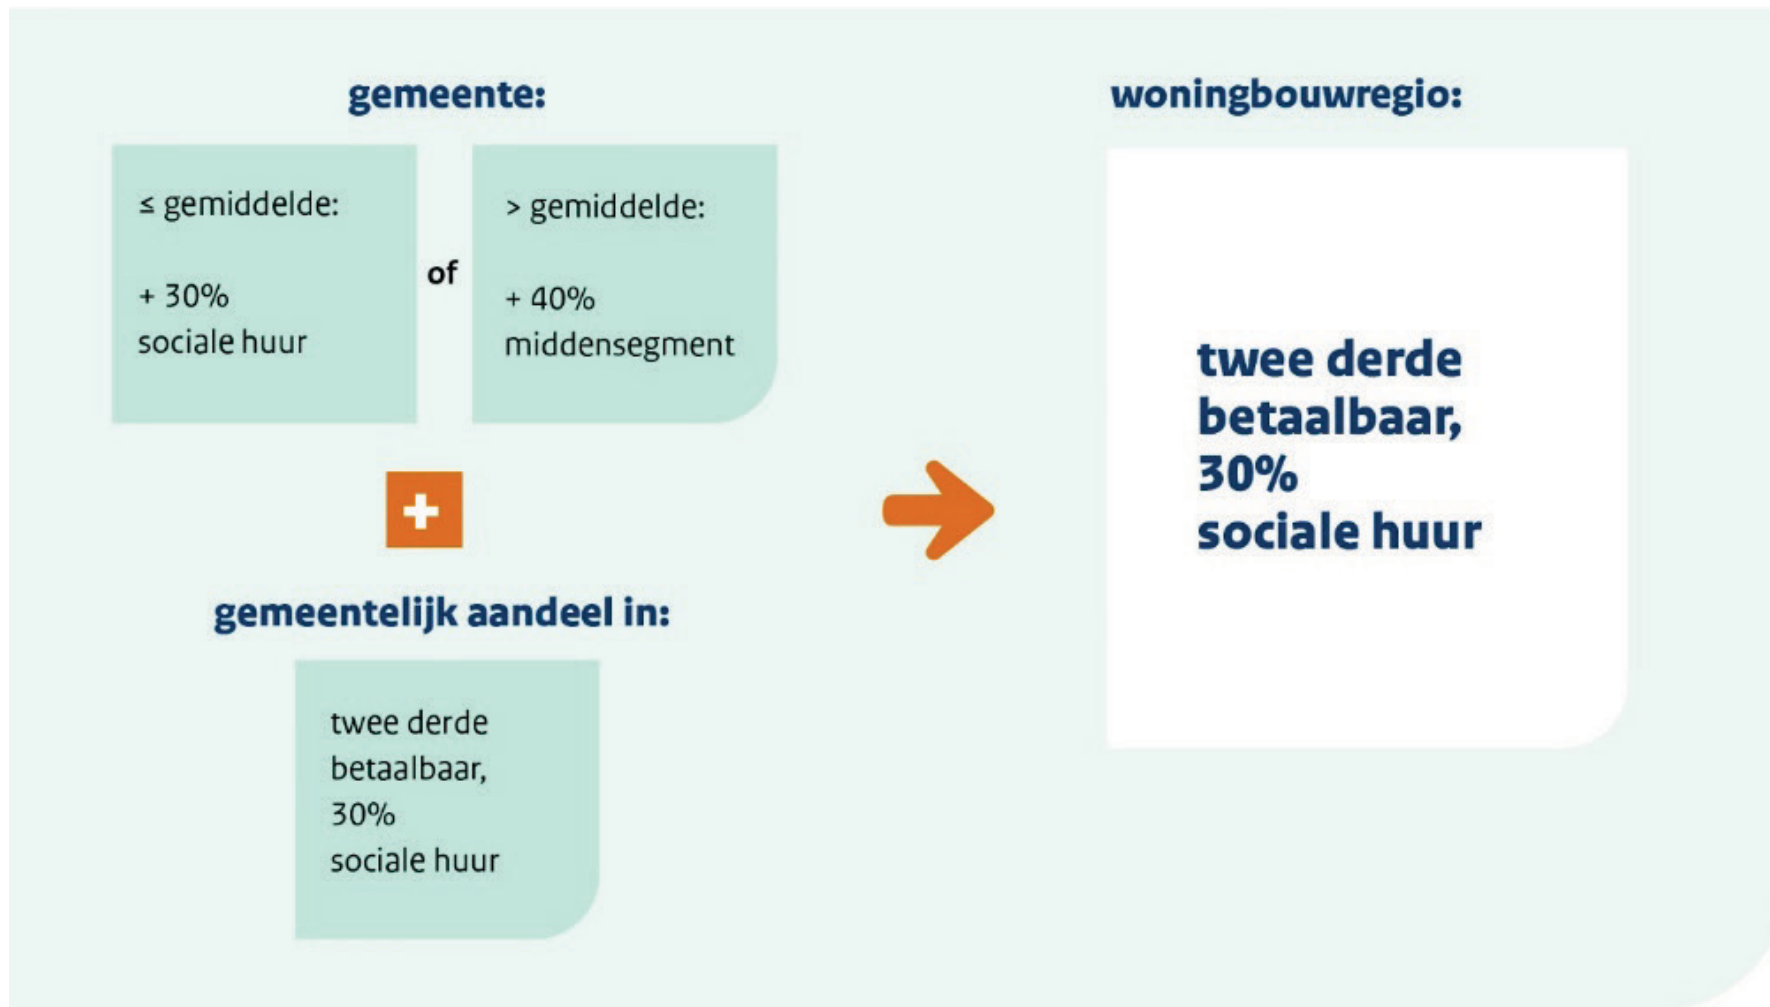 gemeente:
≤ gemiddelde:
+ 30%
sociale huur
of
> gemiddelde:
+ 40%
middensegment
+
gemeentelijk aandeel in:
twee derde
betaalbaar,
30%
sociale huur
woningbouwregio:
twee derde
betaalbaar,
30%
sociale huur